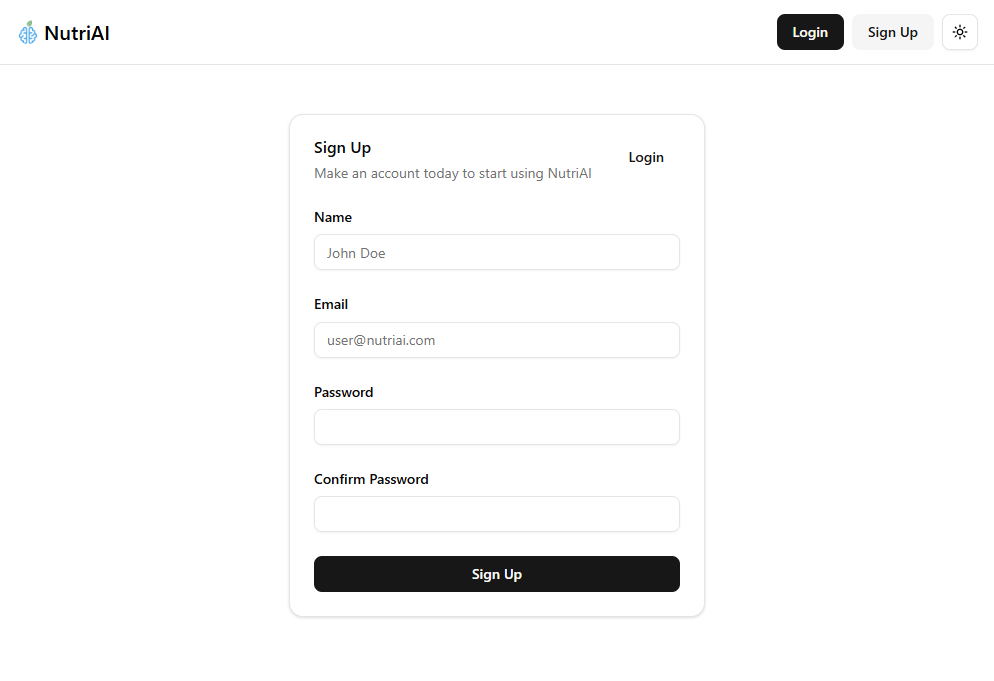 NutriAI
Login
Sign Up
Sign Up
Login
Make an account today to start using NutriAI
Name
John Doe
Email
user@nutriai.com
Password
Confirm Password
Sign Up